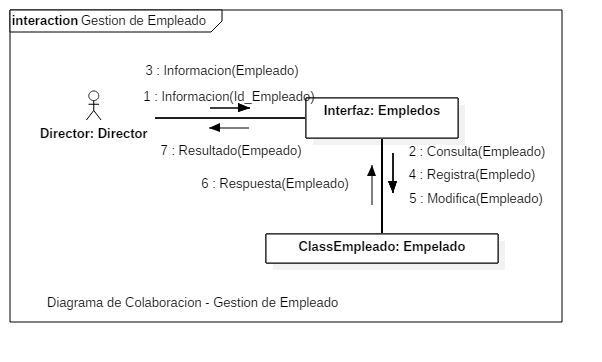 interaction Gestion de Empleado
3 : Informacion(Empleado)
1 : Informacion(Id_Empleado)
Interfaz: Empledos
Director: Director
7 : Resultado(Empeado)
2 : Consulta(Empleado)
4 : Registra(Empledo)
6 : Respuesta(Empleado)
5 : Modifica(Empleado)
ClassEmpleado: Empelado
Diagrama de Colaboracion - Gestion de Empleado